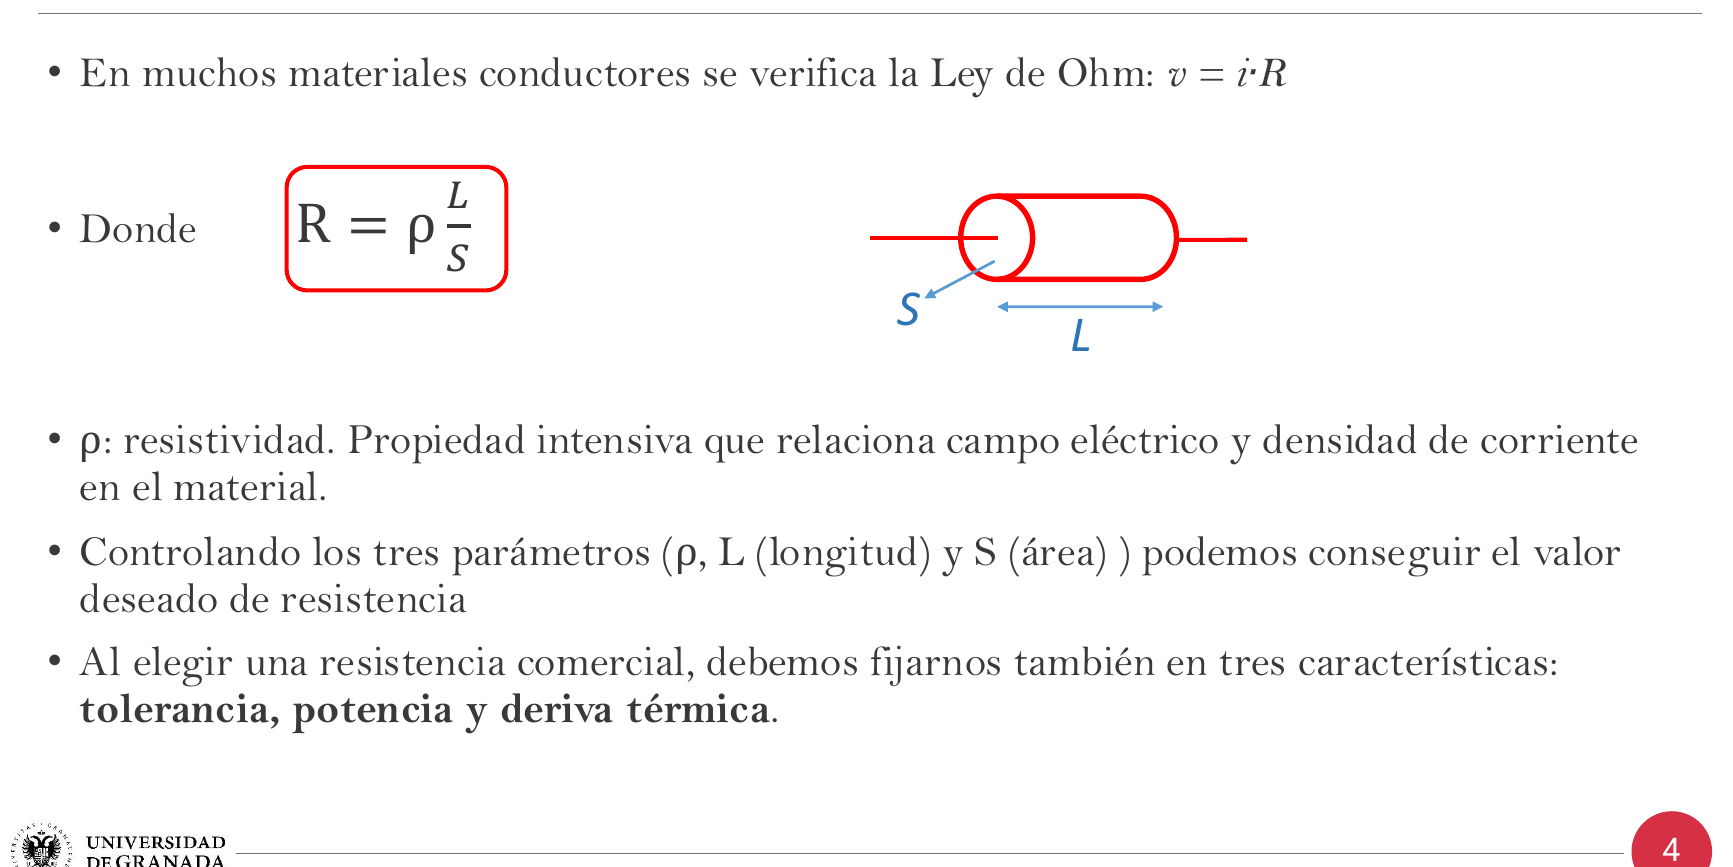 • En muchos materiales conductores se verifica la Ley de Ohm: v = i·R
• Donde R = ρ L/S
S
L
• ρ: resistividad. Propiedad intensiva que relaciona campo eléctrico y densidad de corriente
en el material.
• Controlando los tres parámetros (ρ, L (longitud) y S (área) ) podemos conseguir el valor
deseado de resistencia
• Al elegir una resistencia comercial, debemos fijarnos también en tres características:
tolerancia, potencia y deriva térmica.
UNIVERSIDAD
DE GRANADA
4